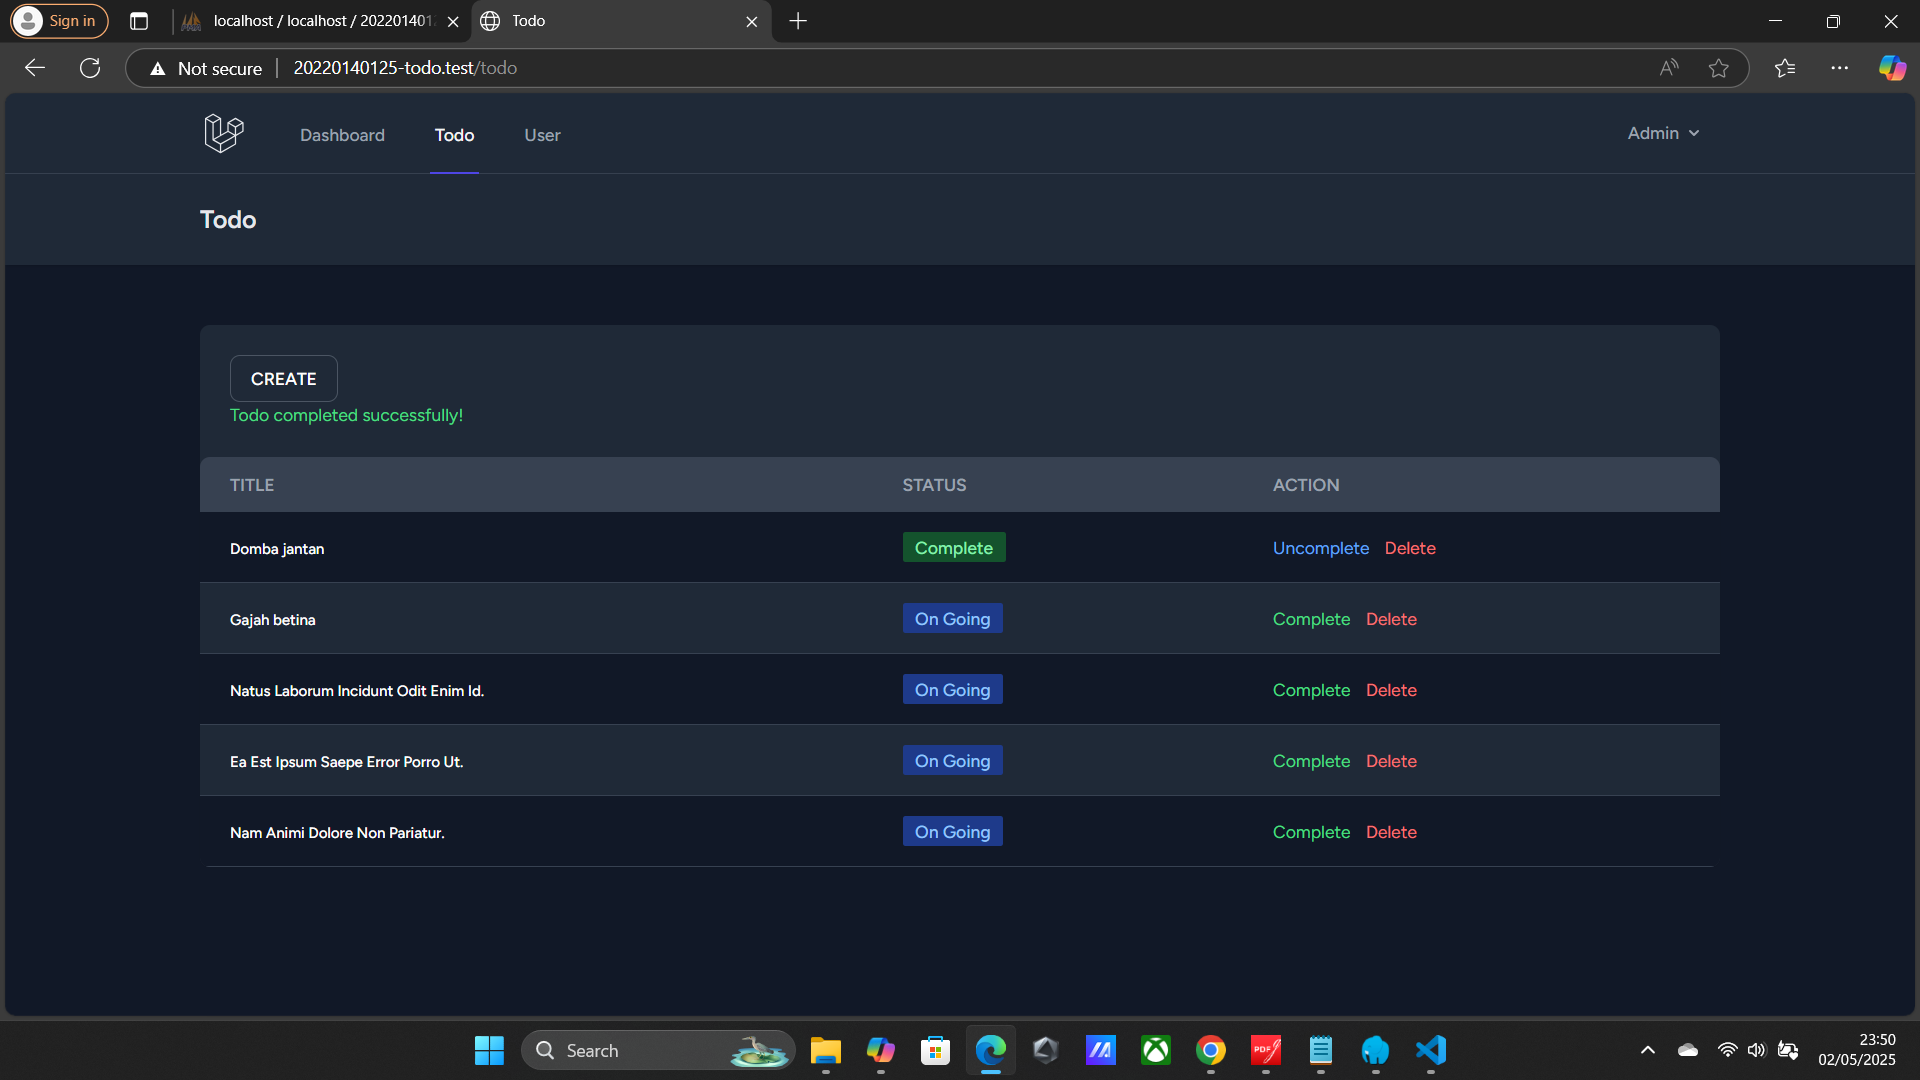 Sign in
localhost / localhost / 2022014012
Todo
Not secure
20220140125-todo.test/todo
Dashboard
Todo
User
Admin
Todo
CREATE
Todo completed successfully!
TITLE STATUS ACTION
Domba jantan Complete Uncomplete Delete
Gajah betina On Going Complete Delete
Natus Laborum Incidunt Odit Enim Id. On Going Complete Delete
Ea Est Ipsum Saepe Error Porro Ut. On Going Complete Delete
Nam Animi Dolore Non Pariatur. On Going Complete Delete
Search
PDF
23:50
02/05/2025